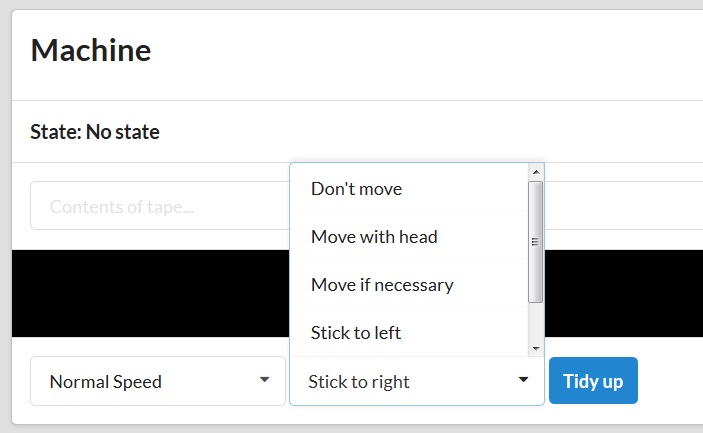 Machine
State: No state
Contents of tape...
Don't move
Move with head
Move if necessary
Stick to left
Normal Speed
Stick to right
Tidy up